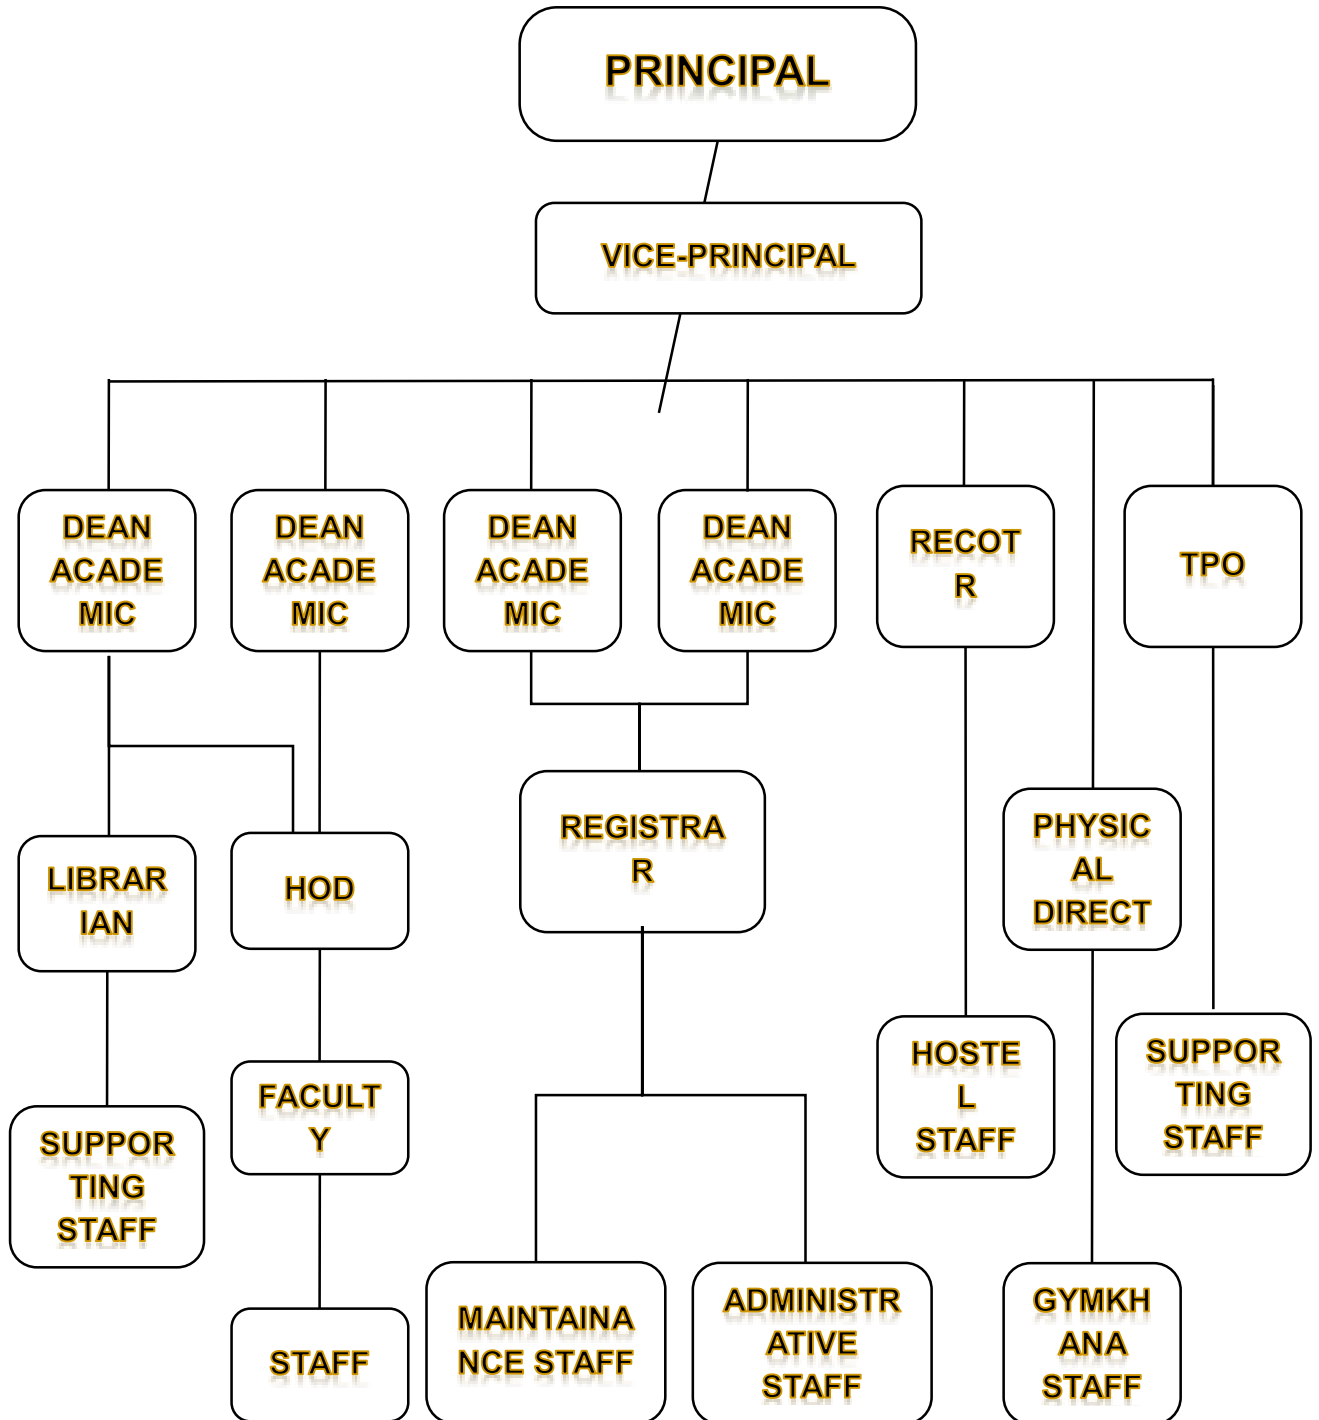 PRINCIPAL
VICE-PRINCIPAL
DEAN
ACADE
MIC
DEAN
ACADE
MIC
DEAN
ACADE
MIC
DEAN
ACADE
MIC
RECOT
R
TPO
LIBRAR
IAN
HOD
REGISTRA
R
PHYSIC
AL
DIRECT
SUPPOR
TING
STAFF
FACULT
Y
HOSTE
L
STAFF
SUPPOR
TING
STAFF
STAFF
MAINTAINA
NCE STAFF
ADMINISTR
ATIVE
STAFF
GYMKH
ANA
STAFF